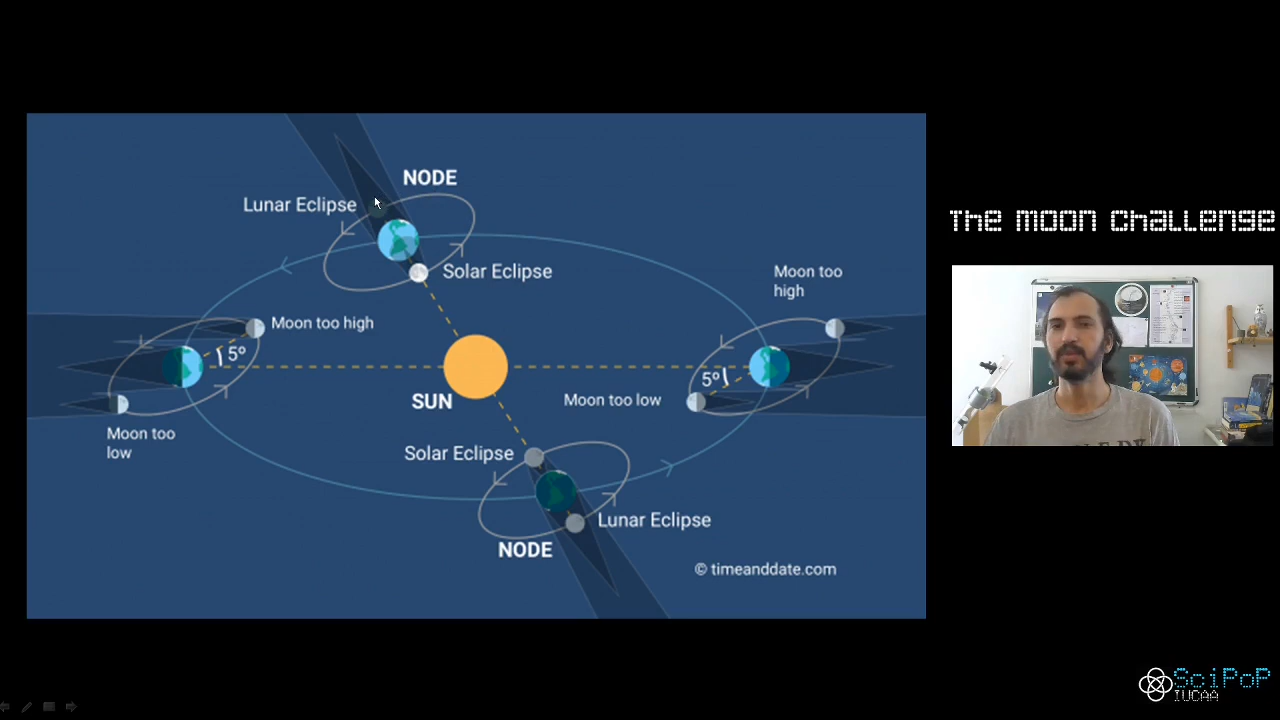 NODE
Lunar Eclipse
Solar Eclipse
Moon too
high
Moon too high
5°
5°
SUN
Moon too low
Moon too
low
Solar Eclipse
Lunar Eclipse
NODE
© timeanddate.com
The Moon Challenge
SciPoP
IUCAA